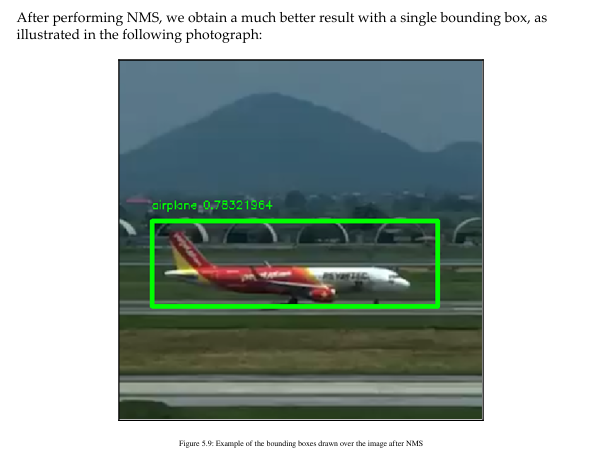 After performing NMS, we obtain a much better result with a single bounding box, as
illustrated in the following photograph:
airplane 0.78321964
Figure 5.9: Example of the bounding boxes drawn over the image after NMS